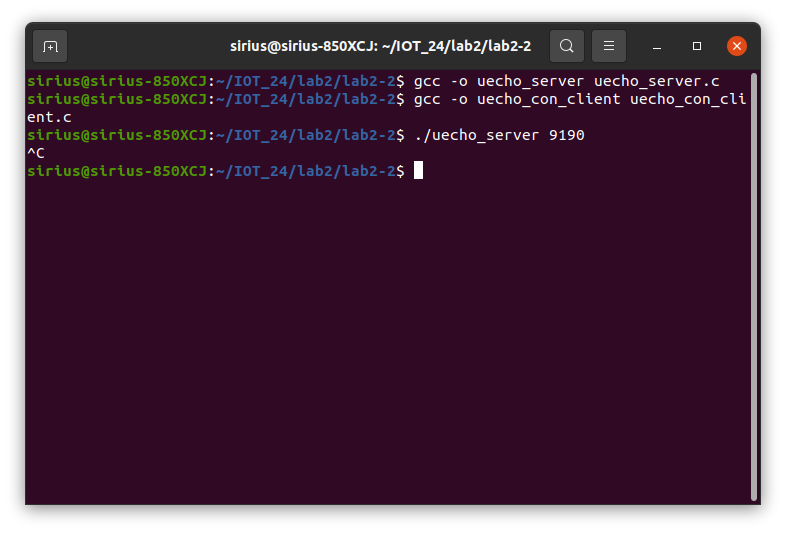 sirius@sirius-850XCJ: ~/IOT_24/lab2/lab2-2
sirius@sirius-850XCJ:~/IOT_24/lab2/lab2-2$ gcc -o uecho_server uecho_server.c
sirius@sirius-850XCJ:~/IOT_24/lab2/lab2-2$ gcc -o uecho_con_client uecho_con_cli
ent.c
sirius@sirius-850XCJ:~/IOT_24/lab2/lab2-2$ ./uecho_server 9190
^C
sirius@sirius-850XCJ:~/IOT_24/lab2/lab2-2$